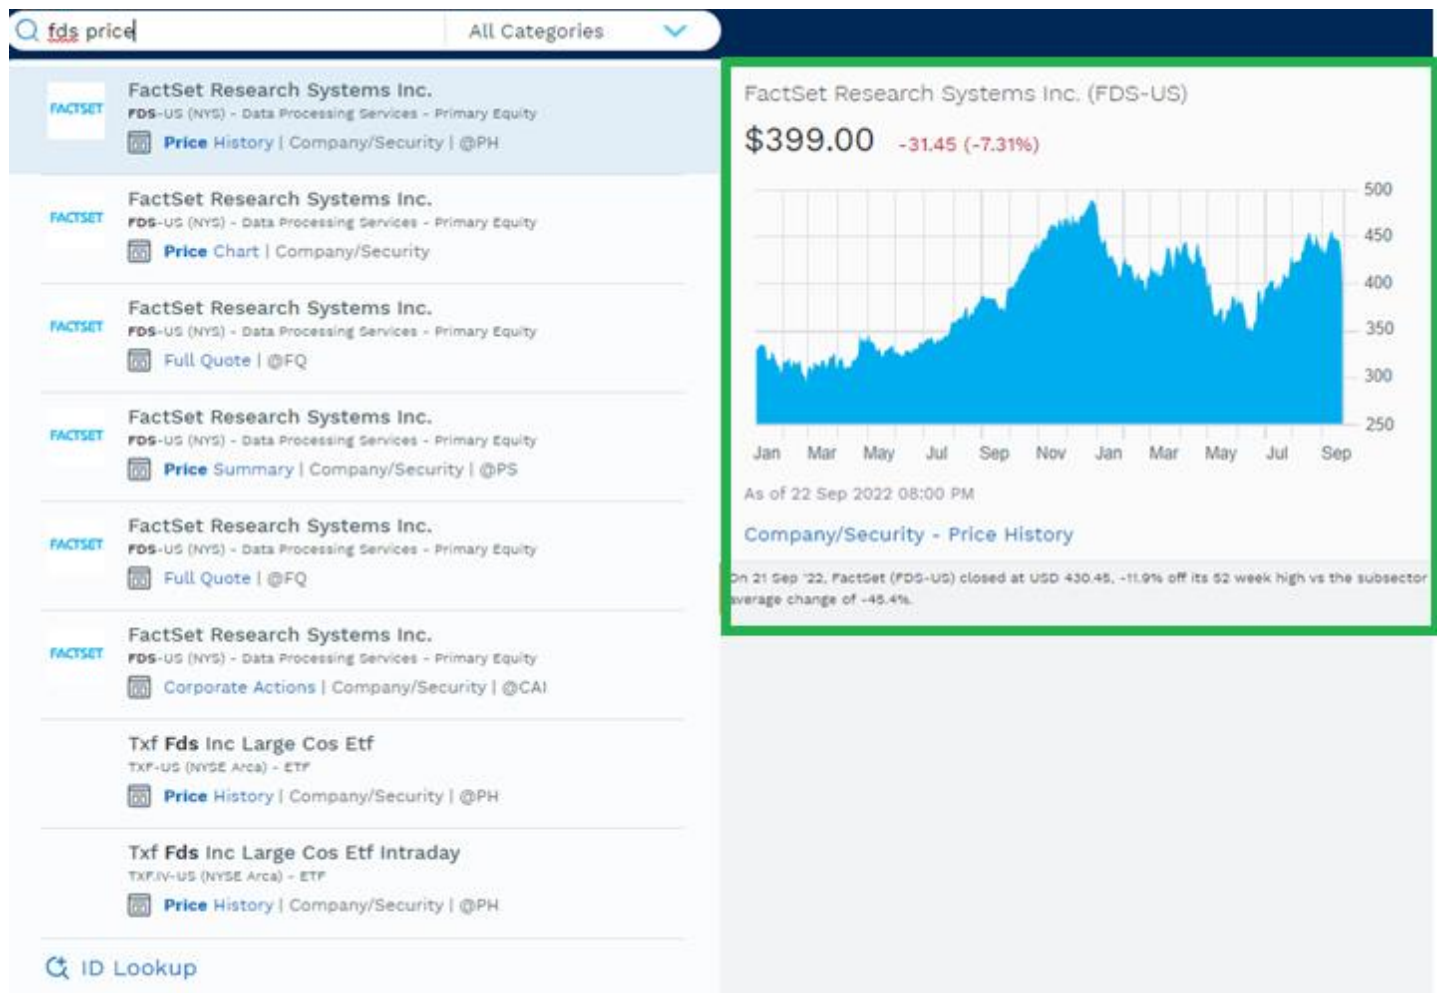 fds price
All Categories
FACTSET
FactSet Research Systems Inc.
FDS-US (NYS) - Data Processing Services - Primary Equity
Price History | Company/Security | @PH
FACTSET
FactSet Research Systems Inc.
FDS-US (NYS) - Data Processing Services - Primary Equity
Price Chart | Company/Security
FACTSET
FactSet Research Systems Inc.
FDS-US (NYS) - Data Processing Services - Primary Equity
Full Quote | @FQ
FACTSET
FactSet Research Systems Inc.
FDS-US (NYS) - Data Processing Services - Primary Equity
Price Summary | Company/Security | @PS
FACTSET
FactSet Research Systems Inc.
FDS-US (NYS) - Data Processing Services - Primary Equity
Full Quote | @FQ
FACTSET
FactSet Research Systems Inc.
FDS-US (NYS) - Data Processing Services - Primary Equity
Corporate Actions | Company/Security | @CAI
Txf Fds Inc Large Cos Etf
TXF-US (NYSE Arca) - ETF
Price History | Company/Security | @PH
Txf Fds Inc Large Cos Etf Intraday
TXF.IV-US (NYSE Arca) - ETF
Price History | Company/Security | @PH
ID Lookup
FactSet Research Systems Inc. (FDS-US)
$399.00 -31.45 (-7.31%)
500
450
400
350
300
250
Jan Mar May Jul Sep Nov Jan Mar May Jul Sep
As of 22 Sep 2022 08:00 PM
Company/Security - Price History
On 21 Sep '22, FactSet (FDS-US) closed at USD 430.45, -11.9% off its 52 week high vs the subsector
average change of -45.4%.